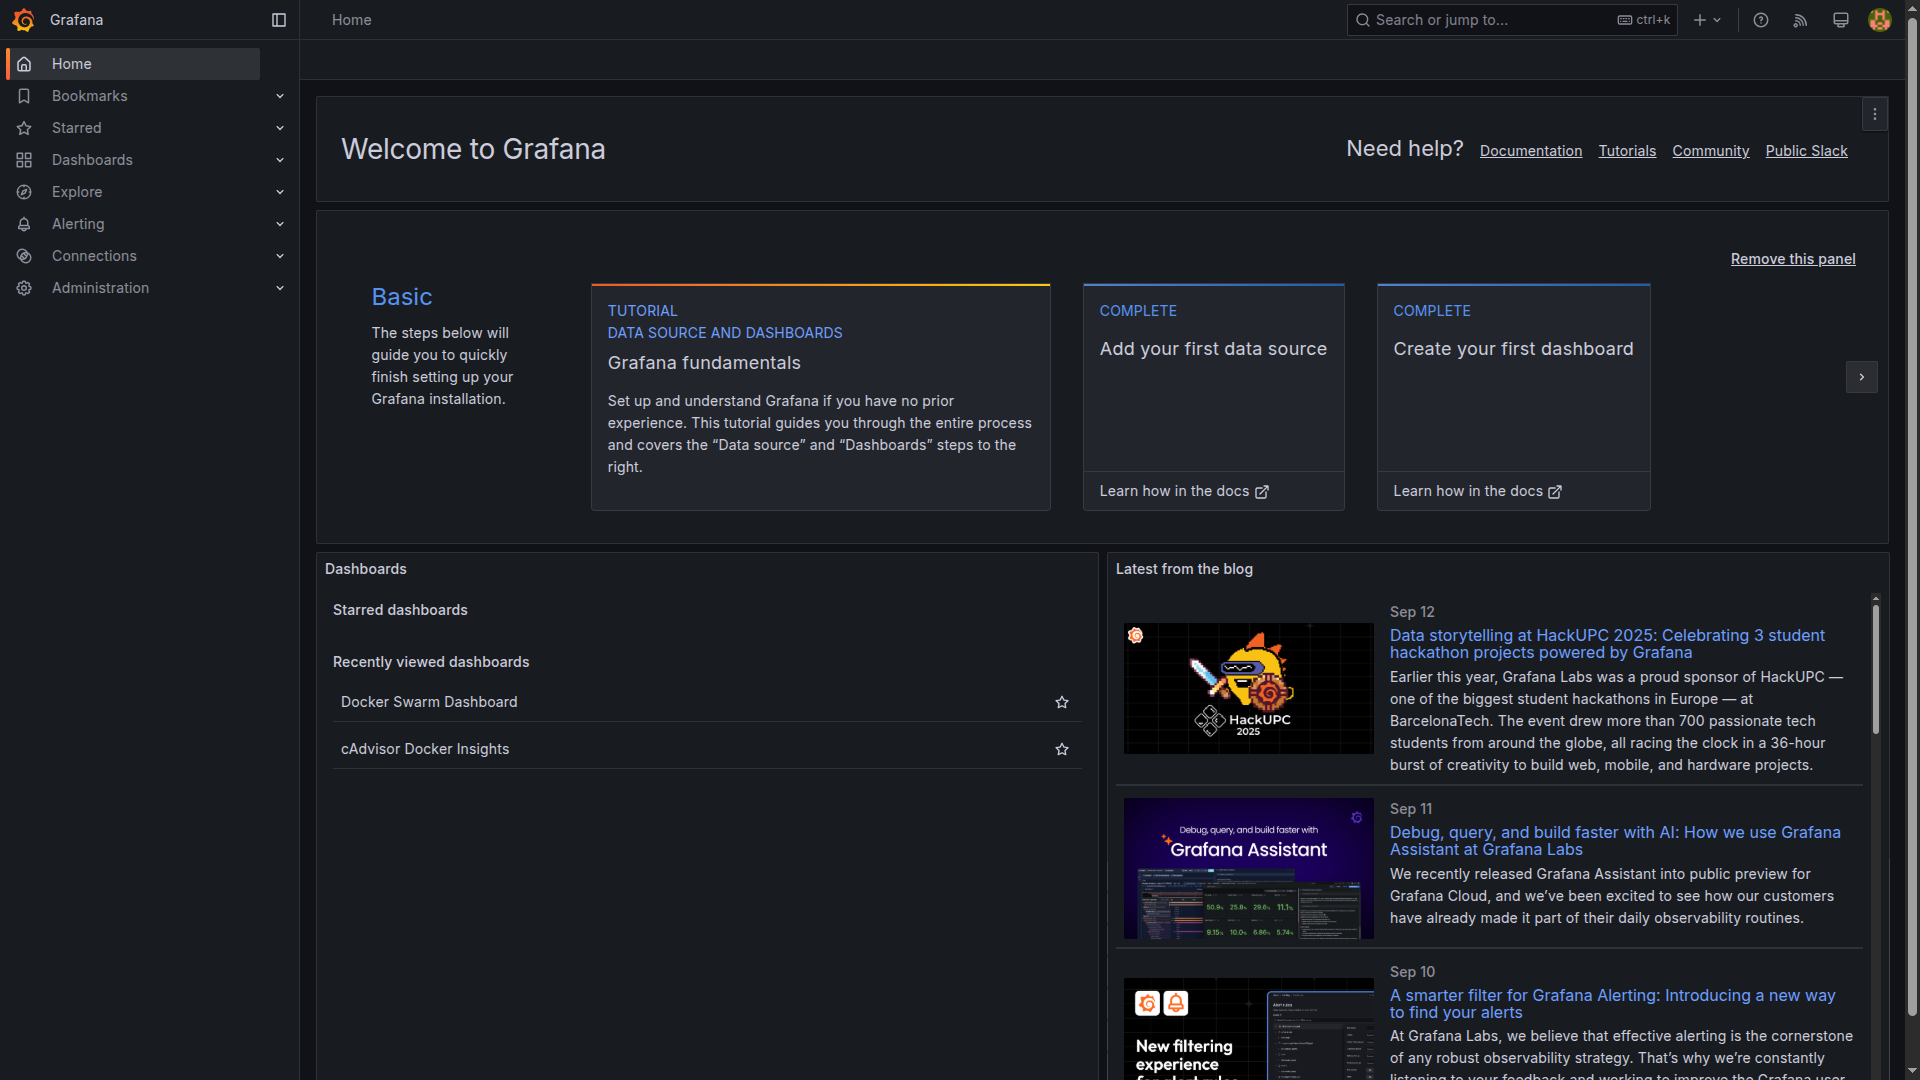 Grafana
Home
Search or jump to...
ctrl+k
Home
Bookmarks
Starred
Dashboards
Explore
Alerting
Connections
Administration
Welcome to Grafana
Need help?
Documentation
Tutorials
Community
Public Slack
Remove this panel
Basic
The steps below will
guide you to quickly
finish setting up your
Grafana installation.
TUTORIAL
DATA SOURCE AND DASHBOARDS
Grafana fundamentals
Set up and understand Grafana if you have no prior
experience. This tutorial guides you through the entire process
and covers the “Data source” and “Dashboards” steps to the
right.
COMPLETE
Add your first data source
Learn how in the docs
COMPLETE
Create your first dashboard
Learn how in the docs
Dashboards
Starred dashboards
Recently viewed dashboards
Docker Swarm Dashboard
cAdvisor Docker Insights
Latest from the blog
HackUPC
2025
Sep 12
Data storytelling at HackUPC 2025: Celebrating 3 student
hackathon projects powered by Grafana
Earlier this year, Grafana Labs was a proud sponsor of HackUPC —
one of the biggest student hackathons in Europe — at
BarcelonaTech. The event drew more than 700 passionate tech
students from around the globe, all racing the clock in a 36-hour
burst of creativity to build web, mobile, and hardware projects.
Debug, query, and build faster with
Grafana Assistant
Sep 11
Debug, query, and build faster with AI: How we use Grafana
Assistant at Grafana Labs
We recently released Grafana Assistant into public preview for
Grafana Cloud, and we’ve been excited to see how our customers
have already made it part of their daily observability routines.
New filtering
experience
Sep 10
A smarter filter for Grafana Alerting: Introducing a new way
to find your alerts
At Grafana Labs, we believe that effective alerting is the cornerstone
of any robust observability strategy. That’s why we’re constantly
listening to your feedback and working to improve the Grafana user